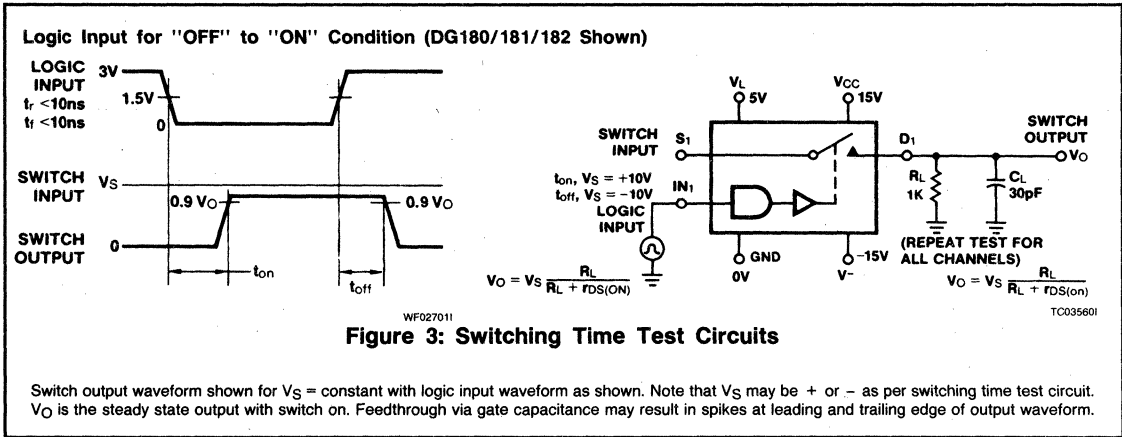 Logic Input for "OFF" to "ON" Condition (DG180/181/182 Shown)
LOGIC
INPUT
tr <10ns
tf <10ns
3V
1.5V
0
SWITCH
INPUT
VS
0.9 VO
0.9 VO
SWITCH
OUTPUT
0
ton
toff
WF02701I
VL
5V
VCC
15V
SWITCH
INPUT
S1
ton, VS = +10V
toff, VS = −10V
LOGIC
INPUT
IN1
D1
SWITCH
OUTPUT
VO
RL
1K
CL
30pF
(REPEAT TEST FOR
ALL CHANNELS)
GND
0V
-15V
V−
VO = VS RL / RL + rDS(ON)
VO = VS RL / RL + rDS(on)
TC03560I
Figure 3: Switching Time Test Circuits
Switch output waveform shown for VS = constant with logic input waveform as shown. Note that VS may be + or − as per switching time test circuit.
VO is the steady state output with switch on. Feedthrough via gate capacitance may result in spikes at leading and trailing edge of output waveform.